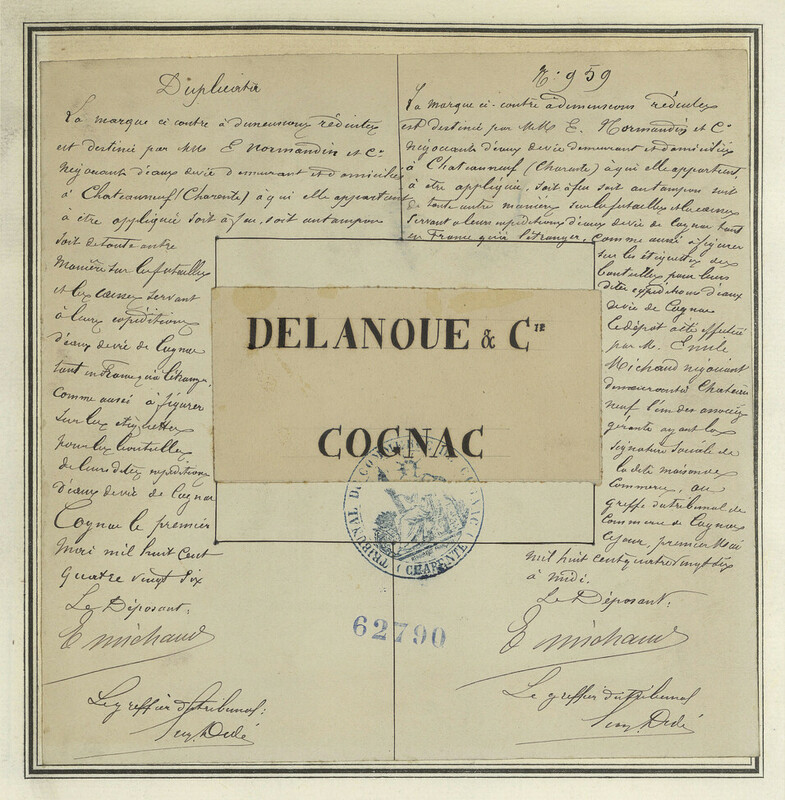 Duplicata
La marque ci contre à dimensions réduites
est destinée par MM E Normandin et Cie
négociants d'eaux de vie demeurant et domiciliés
à Chateauneuf (Charente) à qui elle appartient
à être appliquée soit à feu, soit au tampon
soit de toute autre
manière sur les futailles
et les caisses servant
à leurs expéditions
d'eaux de vie de Cognac
tant en France qu'à l'étranger,
comme aussi à figurer
sur les étiquettes
pour les bouteilles
de leurs dites expéditions
d'eaux de vie de Cognac
Cognac le premier
Mai mil huit cent
quatre vingt six
Le Déposant:
E Michaud
Le greffier du tribunal:
Dedé
No: 959
La marque ci-contre à dimensions réduites
est destinée par MM. E. Normandin et Cie
négociants d'eaux de vie demeurant et domiciliés
à Chateauneuf (Charente) à qui elle appartient,
à être appliquée, soit à feu soit au tampon soit
de toute autre manière sur les futailles et les caisses
servant à leurs expéditions d'eaux de vie de Cognac tant
en France qu'à l'étranger, comme aussi à figurer
sur les étiquettes des
bouteilles pour leurs
dites expéditions d'eaux
de vie de Cognac
Le dépôt a été effectué
par M. Emile
Michaud négociant
demeurant à Chateau
neuf l'un des associés
gérants ayant la
signature sociale de
la dite maison de
Commerce, au
greffe du tribunal de
Commerce de Cognac
ce jour, premier Mai
mil huit cent quatre vingt six
à midi.
Le Déposant:
E Michaud
Le greffier du tribunal
Dedé
DELANOUE & Cie
COGNAC
TRIBUNAL DE COMMERCE DE COGNAC (CHARENTE)
62790